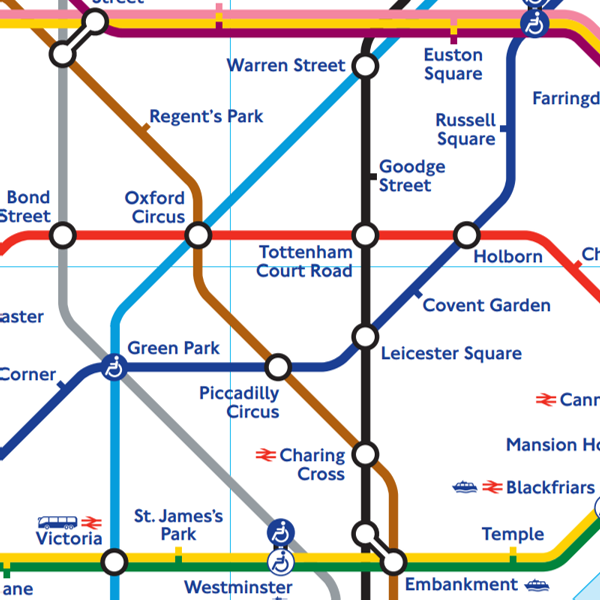 Street
Warren Street
Euston
Square
Farringd
Regent's Park
Russell
Square
Goodge
Street
Bond
Street
Oxford
Circus
Tottenham
Court Road
Holborn
Ch
Covent Garden
aster
Green Park
Leicester Square
Corner
Piccadilly
Circus
Cann
Charing
Cross
Mansion Ho
Blackfriars
St. James's
Park
Victoria
Temple
Westminster
Embankment
ane